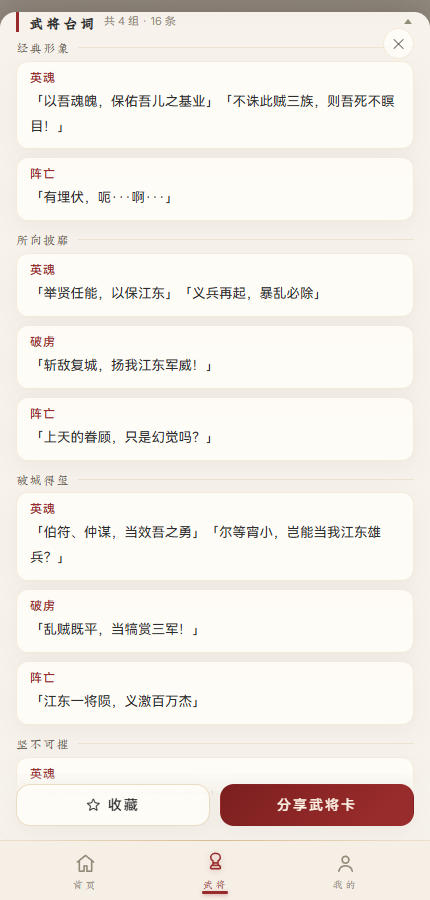 武将台词 共 4 组 · 16 条
经典形象
英魂
「以吾魂魄，保佑吾儿之基业」「不诛此贼三族，则吾死不瞑
目！」
阵亡
「有埋伏，呃···啊···」
所向披靡
英魂
「举贤任能，以保江东」「义兵再起，暴乱必除」
破虏
「斩敌复城，扬我江东军威！」
阵亡
「上天的眷顾，只是幻觉吗？」
破城得玺
英魂
「伯符、仲谋，当效吾之勇」「尔等宵小，岂能当我江东雄
兵？」
破虏
「乱贼既平，当犒赏三军！」
阵亡
「江东一将陨，义激百万杰」
坚不可摧
英魂
收藏
分享武将卡
首页
武将
我的